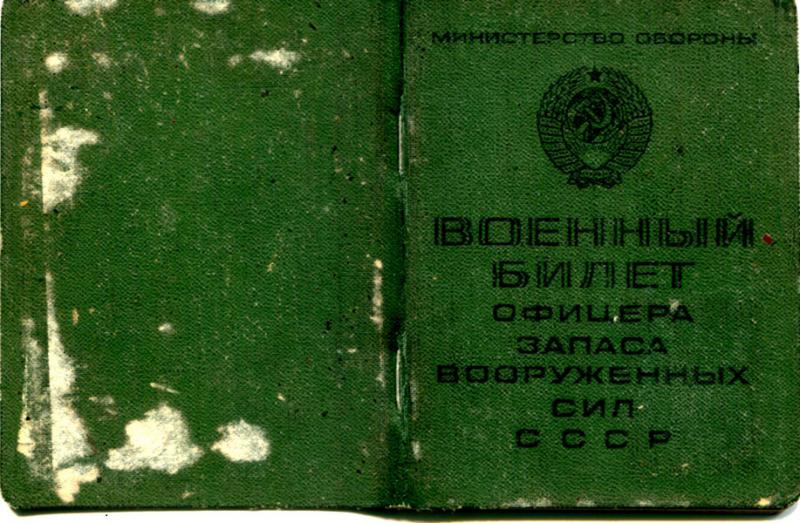 МИНИСТЕРСТВО ОБОРОНЫ
ВОЕННЫЙ
БИЛЕТ
ОФИЦЕРА
ЗАПАСА
ВООРУЖЕННЫХ
СИЛ
СССР